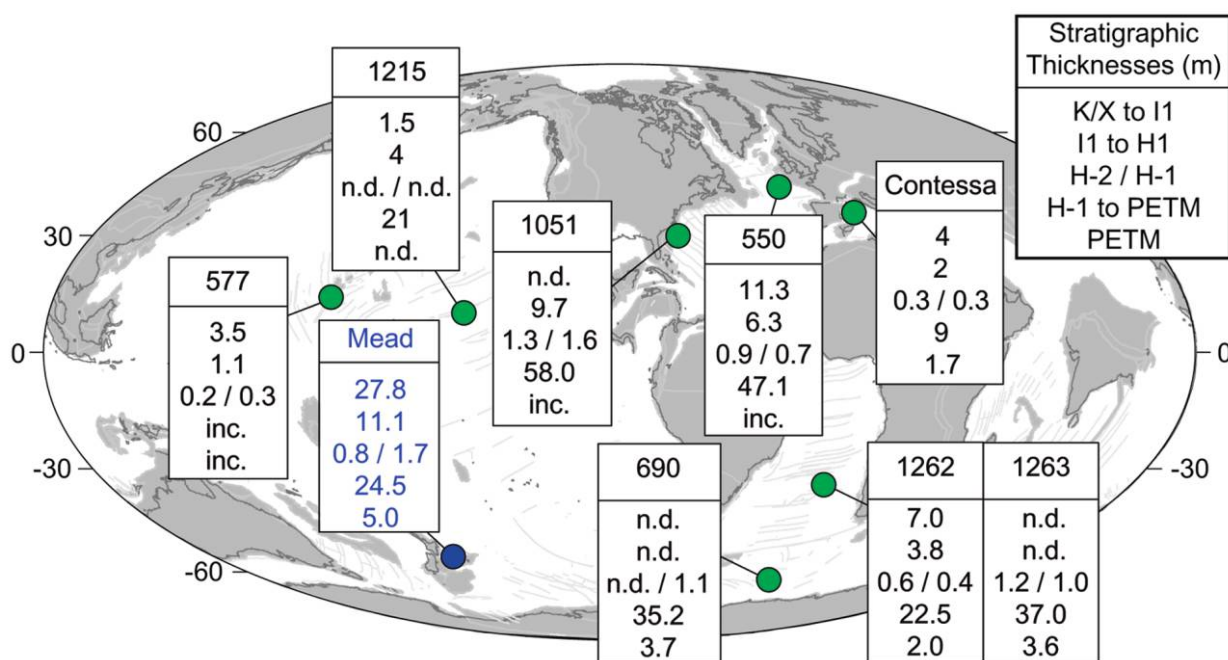 1215
1.5
4
n.d. / n.d.
21
n.d.
Stratigraphic
Thicknesses (m)
K/X to I1
I1 to H1
H-2 / H-1
H-1 to PETM
PETM
60
30
0
-30
-60
577
3.5
1.1
0.2 / 0.3
inc.
inc.
Mead
27.8
11.1
0.8 / 1.7
24.5
5.0
1051
n.d.
9.7
1.3 / 1.6
58.0
inc.
550
11.3
6.3
0.9 / 0.7
47.1
inc.
Contessa
4
2
0.3 / 0.3
9
1.7
0
-30
690
n.d.
n.d.
n.d. / 1.1
35.2
3.7
1262
7.0
3.8
0.6 / 0.4
22.5
2.0
1263
n.d.
n.d.
1.2 / 1.0
37.0
3.6